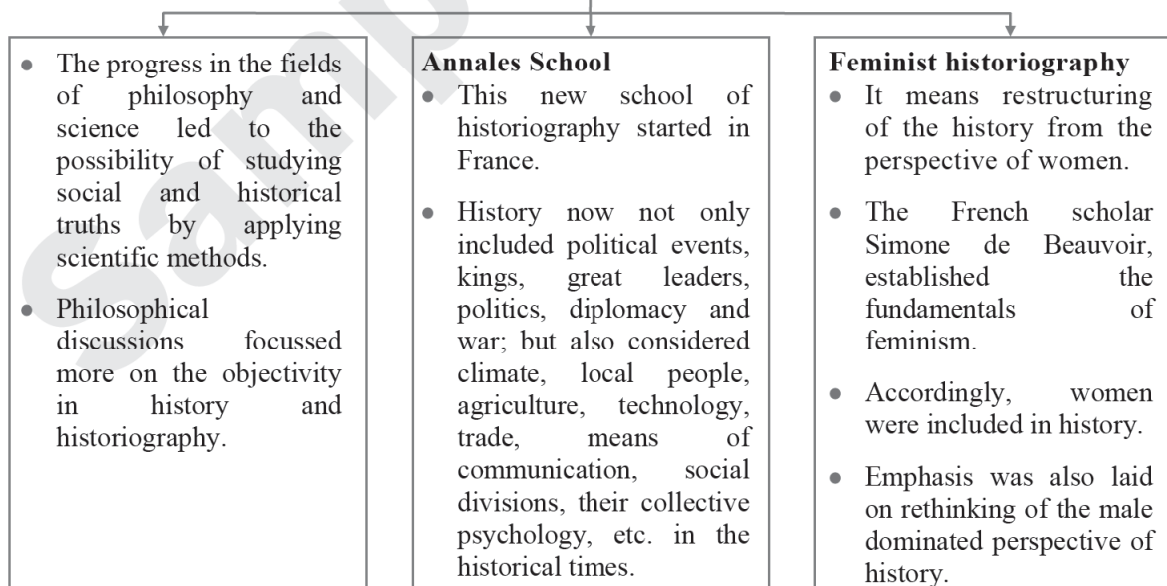 • The progress in the fields
of philosophy and
science led to the
possibility of studying
social and historical
truths by applying
scientific methods.
• Philosophical
discussions focussed
more on the objectivity
in history and
historiography.
Annales School
• This new school of
historiography started in
France.
• History now not only
included political events,
kings, great leaders,
politics, diplomacy and
war; but also considered
climate, local people,
agriculture, technology,
trade, means of
communication, social
divisions, their collective
psychology, etc. in the
historical times.
Feminist historiography
• It means restructuring
of the history from the
perspective of women.
• The French scholar
Simone de Beauvoir,
established the
fundamentals of
feminism.
• Accordingly, women
were included in history.
• Emphasis was also laid
on rethinking of the male
dominated perspective of
history.
Samp